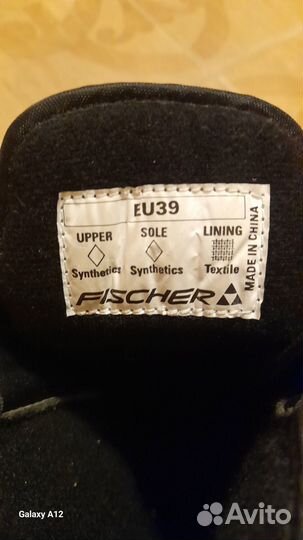 EU39
UPPER SOLE LINING
Synthetics Synthetics Textile
FISCHER
MADE IN CHINA
Galaxy A12
Avito